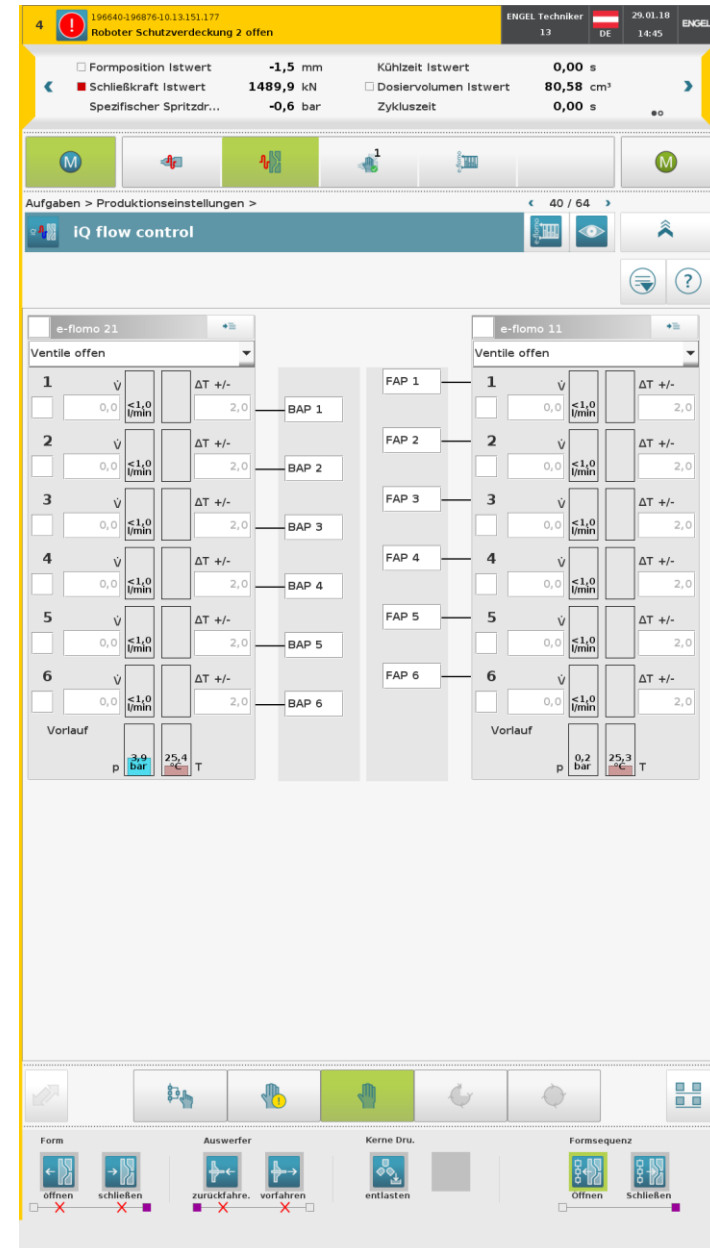 4 196640-196876-10.13.151.177 ENGEL Techniker 29.01.18 ENGEL
Roboter Schutzverdeckung 2 offen 13 DE 14:45
Formposition Istwert -1,5 mm Kühlzeit Istwert 0,00 s
Schließkraft Istwert 1489,9 kN Dosiervolumen Istwert 80,58 cm³
Spezifischer Spritzdr... -0,6 bar Zykluszeit 0,00 s
M 1 M
Aufgaben > Produktionseinstellungen > 40 / 64
iQ flow control e-flomo
?
e-flomo 21
Ventile offen
1 V̇ ΔT +/-
0,0 <1,0 l/min 2,0 BAP 1
2 V̇ ΔT +/-
0,0 <1,0 l/min 2,0 BAP 2
3 V̇ ΔT +/-
0,0 <1,0 l/min 2,0 BAP 3
4 V̇ ΔT +/-
0,0 <1,0 l/min 2,0 BAP 4
5 V̇ ΔT +/-
0,0 <1,0 l/min 2,0 BAP 5
6 V̇ ΔT +/-
0,0 <1,0 l/min 2,0 BAP 6
Vorlauf
p 3,9 bar 25,4 °C T
e-flomo 11
Ventile offen
FAP 1 1 V̇ ΔT +/-
0,0 <1,0 l/min 2,0
FAP 2 2 V̇ ΔT +/-
0,0 <1,0 l/min 2,0
FAP 3 3 V̇ ΔT +/-
0,0 <1,0 l/min 2,0
FAP 4 4 V̇ ΔT +/-
0,0 <1,0 l/min 2,0
FAP 5 5 V̇ ΔT +/-
0,0 <1,0 l/min 2,0
FAP 6 6 V̇ ΔT +/-
0,0 <1,0 l/min 2,0
Vorlauf
p 0,2 bar 25,3 °C T
Form Auswerfer Kerne Dru. Formsequenz
öffnen schließen zurückfahre. vorfahren entlasten Öffnen Schließen